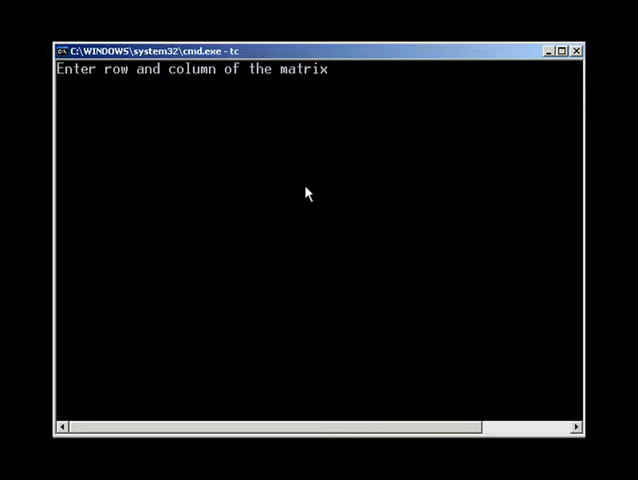 C:\WINDOWS\system32\cmd.exe - tc
Enter row and column of the matrix